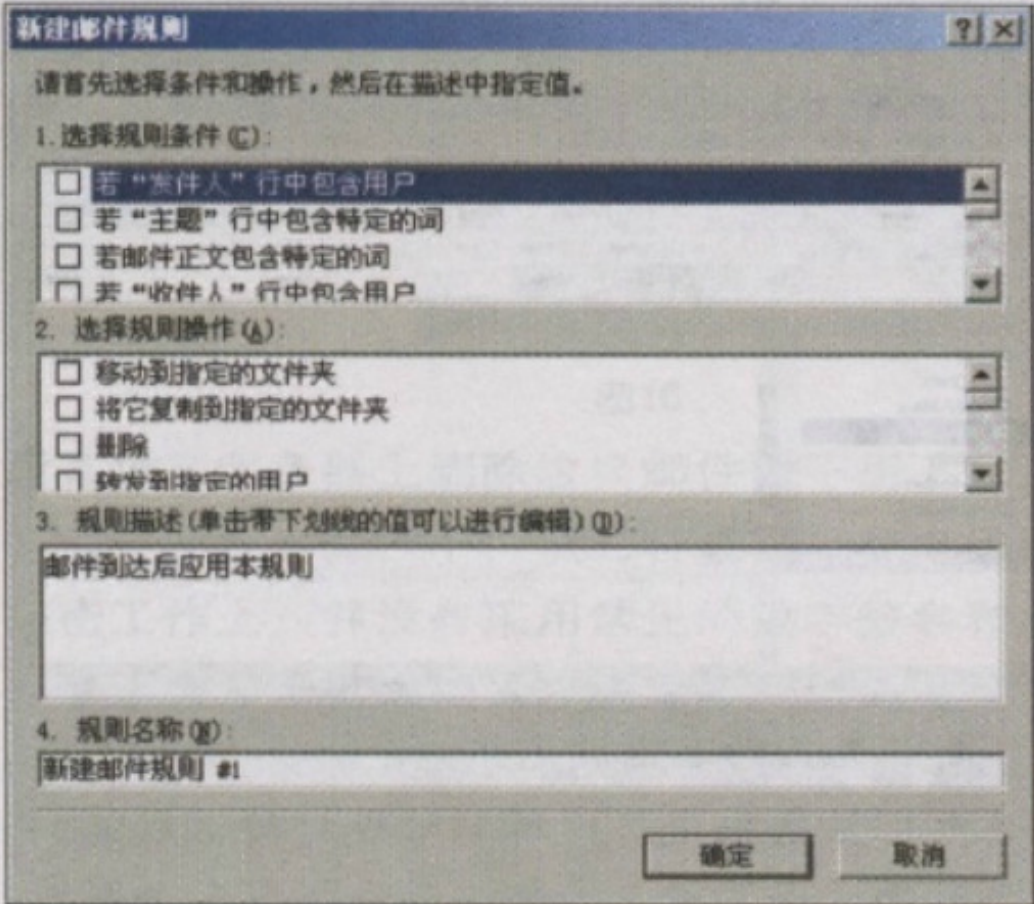 新建邮件规则
请首先选择条件和操作，然后在描述中指定值。
1.选择规则条件(C):
若“发件人”行中包含用户
若“主题”行中包含特定的词
若邮件正文包含特定的词
若“收件人”行中包含用户
2. 选择规则操作(A):
移动到指定的文件夹
将它复制到指定的文件夹
删除
转发到指定的用户
3. 规则描述(单击带下划线的值可以进行编辑)(D):
邮件到达后应用本规则
4. 规则名称(N):
新建邮件规则 #1
确定
取消